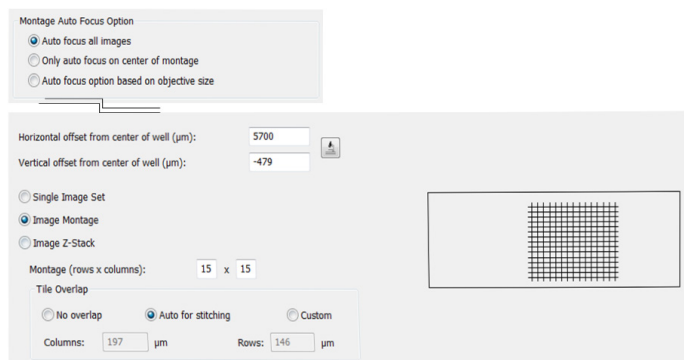 Montage Auto Focus Option
Auto focus all images
Only auto focus on center of montage
Auto focus option based on objective size
Horizontal offset from center of well (µm): 5700
Vertical offset from center of well (µm): -479
Single Image Set
Image Montage
Image Z-Stack
Montage (rows x columns): 15 x 15
Tile Overlap
No overlap Auto for stitching Custom
Columns: 197 µm Rows: 146 µm